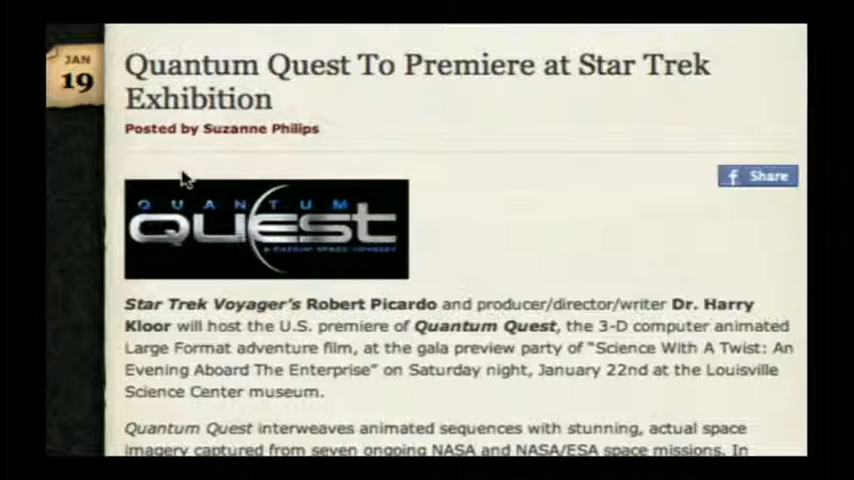 JAN
19
Quantum Quest To Premiere at Star Trek
Exhibition
Posted by Suzanne Philips
f Share
QUANTUM
QUEST
A CASSINI SPACE ODYSSEY
Star Trek Voyager's Robert Picardo and producer/director/writer Dr. Harry
Kloor will host the U.S. premiere of Quantum Quest, the 3-D computer animated
Large Format adventure film, at the gala preview party of "Science With A Twist: An
Evening Aboard The Enterprise" on Saturday night, January 22nd at the Louisville
Science Center museum.
Quantum Quest interweaves animated sequences with stunning, actual space
imagery captured from seven ongoing NASA and NASA/ESA space missions. In